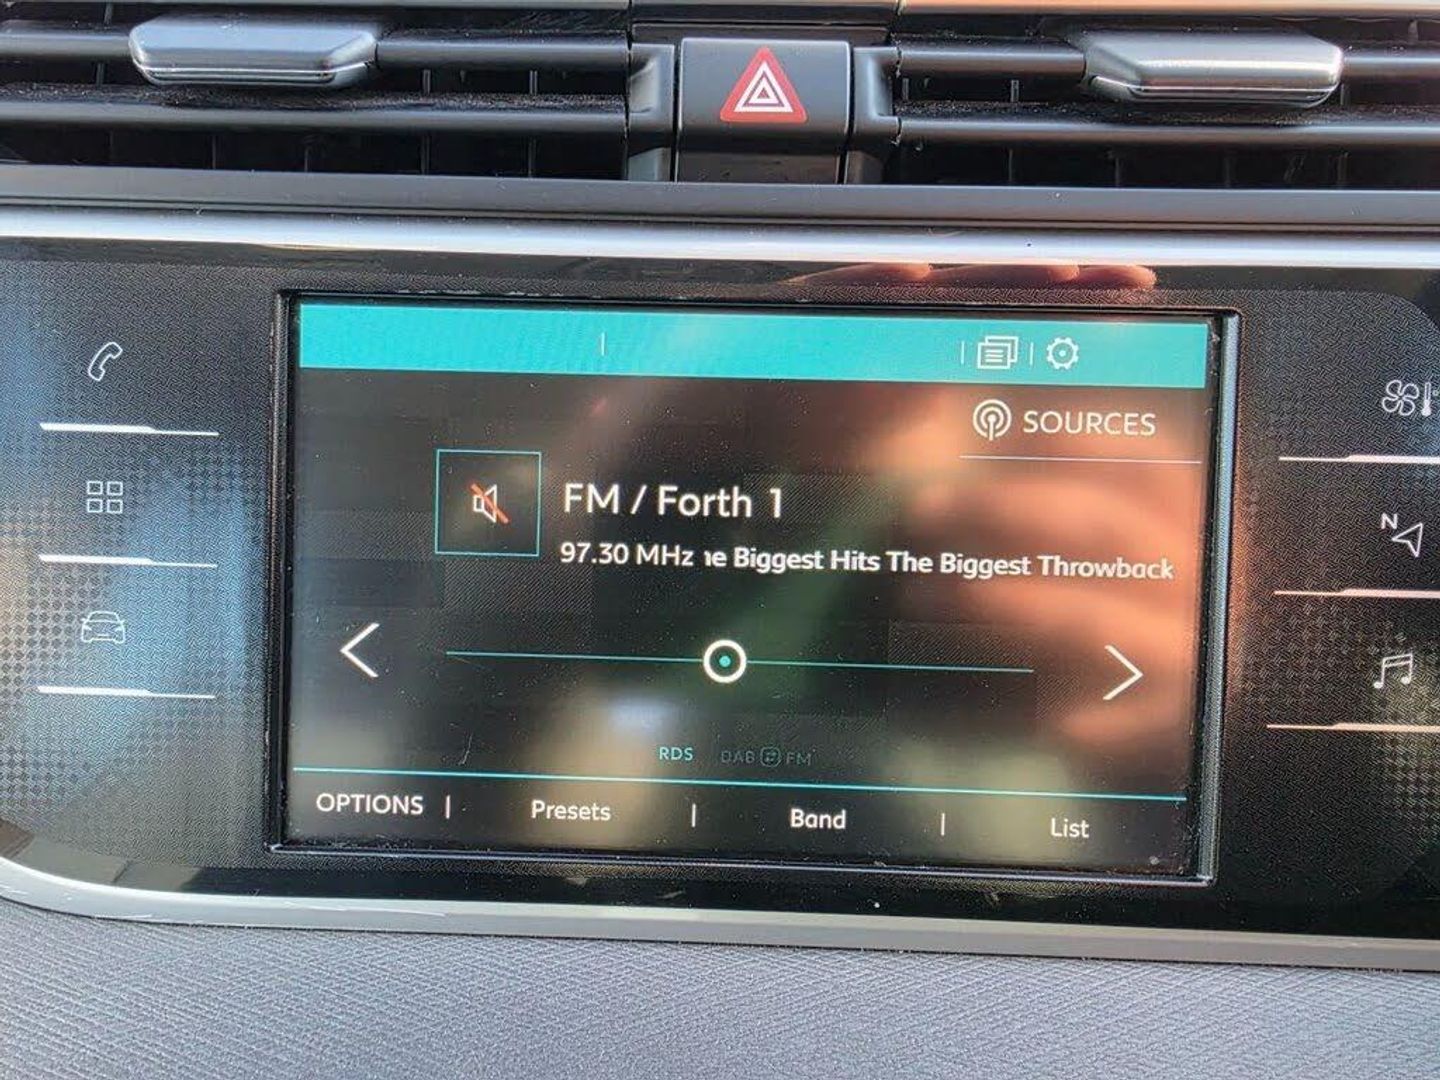 SOURCES
FM / Forth 1
97.30 MHz ıe Biggest Hits The Biggest Throwback
RDS DAB FM
OPTIONS | Presets | Band | List
N